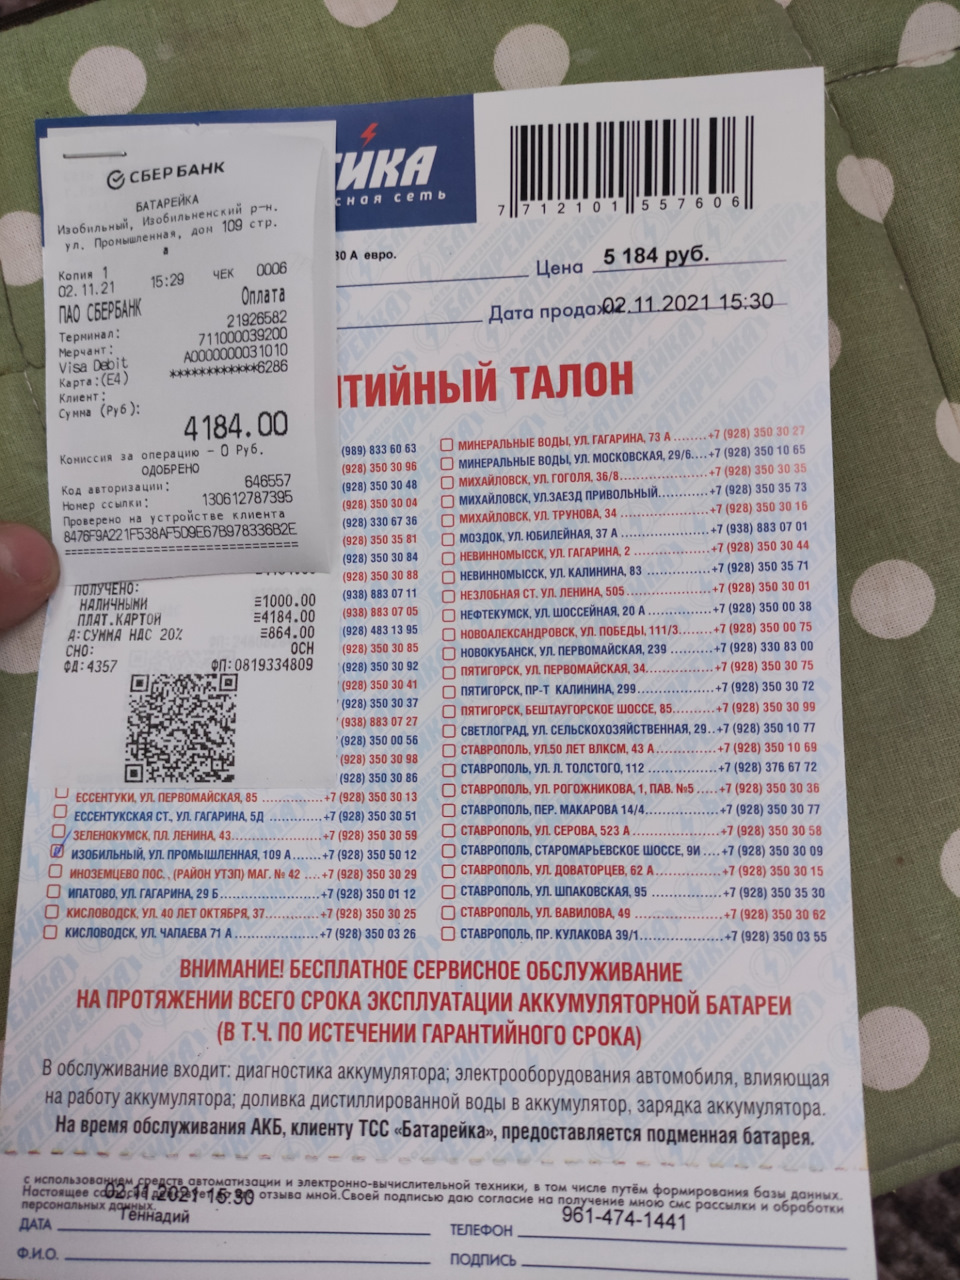 СБЕР БАНК
БАТАРЕЙКА
Изобильный, Изобильненский р-н.
ул. Промышленная, дом 109 стр.
а
Копия 1
02.11.21 15:29 ЧЕК 0006
ПАО СБЕРБАНК Оплата
Терминал: 21926582
Мерчант: 711000039200
Visa Debit A0000000031010
Карта:(E4) ************6286
Клиент:
Сумма (Руб):
4184.00
Комиссия за операцию - 0 Руб.
ОДОБРЕНО
Код авторизации: 646557
Номер ссылки: 130612787395
Проверено на устройстве клиента
8476F9A221F538AF5D9E67B978336B2E
==============================
ПОЛУЧЕНО:
НАЛИЧНЫМИ ≡1000.00
ПЛАТ.КАРТОЙ ≡4184.00
Д:СУММА НДС 20% ≡864.00
СНО: ОСН
ФД:4357 ФП:0819334809
ЙКА
сная сеть
7 712101 557606
30 А евро.
Цена 5 184 руб.
Дата продаж 02.11.2021 15:30
НТИЙНЫЙ ТАЛОН
(989) 833 60 63
(928) 350 30 96
(928) 350 30 48
(928) 350 30 04
(928) 330 67 36
(928) 350 35 81
(928) 350 30 84
(928) 350 30 88
(938) 883 07 11
(938) 883 07 05
(928) 483 13 95
(928) 350 30 85
(928) 350 30 92
(928) 350 30 41
(928) 350 30 37
(938) 883 07 27
(928) 350 00 56
(928) 350 30 98
(928) 350 30 86
ЕССЕНТУКИ, УЛ. ПЕРВОМАЙСКАЯ, 85 ...............+7 (928) 350 30 13
ЕССЕНТУКСКАЯ СТ., УЛ. ГАГАРИНА, 5Д ............+7 (928) 350 30 51
ЗЕЛЕНОКУМСК, ПЛ. ЛЕНИНА, 43......................+7 (928) 350 30 59
ИЗОБИЛЬНЫЙ, УЛ. ПРОМЫШЛЕННАЯ, 109 А......+7 (928) 350 50 12
ИНОЗЕМЦЕВО ПОС., (РАЙОН УТЗП) МАГ. № 42 ....+7 (928) 350 30 29
ИПАТОВО, УЛ. ГАГАРИНА, 29 Б.......................+7 (928) 350 01 12
КИСЛОВОДСК, УЛ. 40 ЛЕТ ОКТЯБРЯ, 37..............+7 (928) 350 30 25
КИСЛОВОДСК, УЛ. ЧАПАЕВА 71 А .....................+7 (928) 350 03 26
МИНЕРАЛЬНЫЕ ВОДЫ, УЛ. ГАГАРИНА, 73 А ........+7 (928) 350 30 27
МИНЕРАЛЬНЫЕ ВОДЫ, УЛ. МОСКОВСКАЯ, 29/6....+7 (928) 350 10 65
МИХАЙЛОВСК, УЛ. ГОГОЛЯ, 36/8.....................+7 (928) 350 30 35
МИХАЙЛОВСК, УЛ.ЗАЕЗД ПРИВОЛЬНЫЙ.............+7 (928) 350 35 73
МИХАЙЛОВСК, УЛ. ТРУНОВА, 34 .....................+7 (928) 350 30 16
МОЗДОК, УЛ. ЮБИЛЕЙНАЯ, 37 А ....................+7 (938) 883 07 01
НЕВИННОМЫССК, УЛ. ГАГАРИНА, 2 ..................+7 (928) 350 30 44
НЕВИННОМЫССК, УЛ. КАЛИНИНА, 83 ................+7 (928) 350 35 71
НЕЗЛОБНАЯ СТ. УЛ. ЛЕНИНА, 505 ...................+7 (928) 350 30 01
НЕФТЕКУМСК, УЛ. ШОССЕЙНАЯ, 20 А ...............+7 (928) 350 00 38
НОВОАЛЕКСАНДРОВСК, УЛ. ПОБЕДЫ, 111/3........+7 (928) 350 00 75
НОВОКУБАНСК, УЛ. ПЕРВОМАЙСКАЯ, 239 ...........+7 (928) 330 83 00
ПЯТИГОРСК, УЛ. ПЕРВОМАЙСКАЯ, 34.................+7 (928) 350 30 75
ПЯТИГОРСК, ПР-Т КАЛИНИНА, 299....................+7 (928) 350 30 72
ПЯТИГОРСК, БЕШТАУГОРСКОЕ ШОССЕ, 85..........+7 (928) 350 30 99
СВЕТЛОГРАД, УЛ. СЕЛЬСКОХОЗЯЙСТВЕННАЯ, 29..+7 (928) 350 10 77
СТАВРОПОЛЬ, УЛ.50 ЛЕТ ВЛКСМ, 43 А ..............+7 (928) 350 10 69
СТАВРОПОЛЬ, УЛ. Л. ТОЛСТОГО, 112 ................+7 (928) 376 67 72
СТАВРОПОЛЬ, УЛ. РОГОЖНИКОВА, 1, ПАВ. №5 .....+7 (928) 350 30 36
СТАВРОПОЛЬ, ПЕР. МАКАРОВА 14/4..................+7 (928) 350 30 77
СТАВРОПОЛЬ, УЛ. СЕРОВА, 523 А ....................+7 (928) 350 30 58
СТАВРОПОЛЬ, СТАРОМАРЬЕВСКОЕ ШОССЕ, 9И ....+7 (928) 350 30 09
СТАВРОПОЛЬ, УЛ. ДОВАТОРЦЕВ, 62 А ...............+7 (928) 350 30 15
СТАВРОПОЛЬ, УЛ. ШПАКОВСКАЯ, 95 .................+7 (928) 350 35 30
СТАВРОПОЛЬ, УЛ. ВАВИЛОВА, 49 ....................+7 (928) 350 30 62
СТАВРОПОЛЬ, ПР. КУЛАКОВА 39/1....................+7 (928) 350 03 55
ВНИМАНИЕ! БЕСПЛАТНОЕ СЕРВИСНОЕ ОБСЛУЖИВАНИЕ
НА ПРОТЯЖЕНИИ ВСЕГО СРОКА ЭКСПЛУАТАЦИИ АККУМУЛЯТОРНОЙ БАТАРЕИ
(В Т.Ч. ПО ИСТЕЧЕНИИ ГАРАНТИЙНОГО СРОКА)
В обслуживание входит: диагностика аккумулятора; электрооборудования автомобиля, влияющая
на работу аккумулятора; доливка дистиллированной воды в аккумулятор, зарядка аккумулятора.
На время обслуживания АКБ, клиенту ТСС «Батарейка», предоставляется подменная батарея.
с использованием средств автоматизации и электронно-вычислительной техники, в том числе путём формирования базы данных.
Настоящее отзыва мной.Своей подписью даю согласие на получение мною смс рассылки и обработки
персональных данных.
02.11.2021 15:30
Геннадий
ДАТА
ТЕЛЕФОН 961-474-1441
Ф.И.О.
ПОДПИСЬ